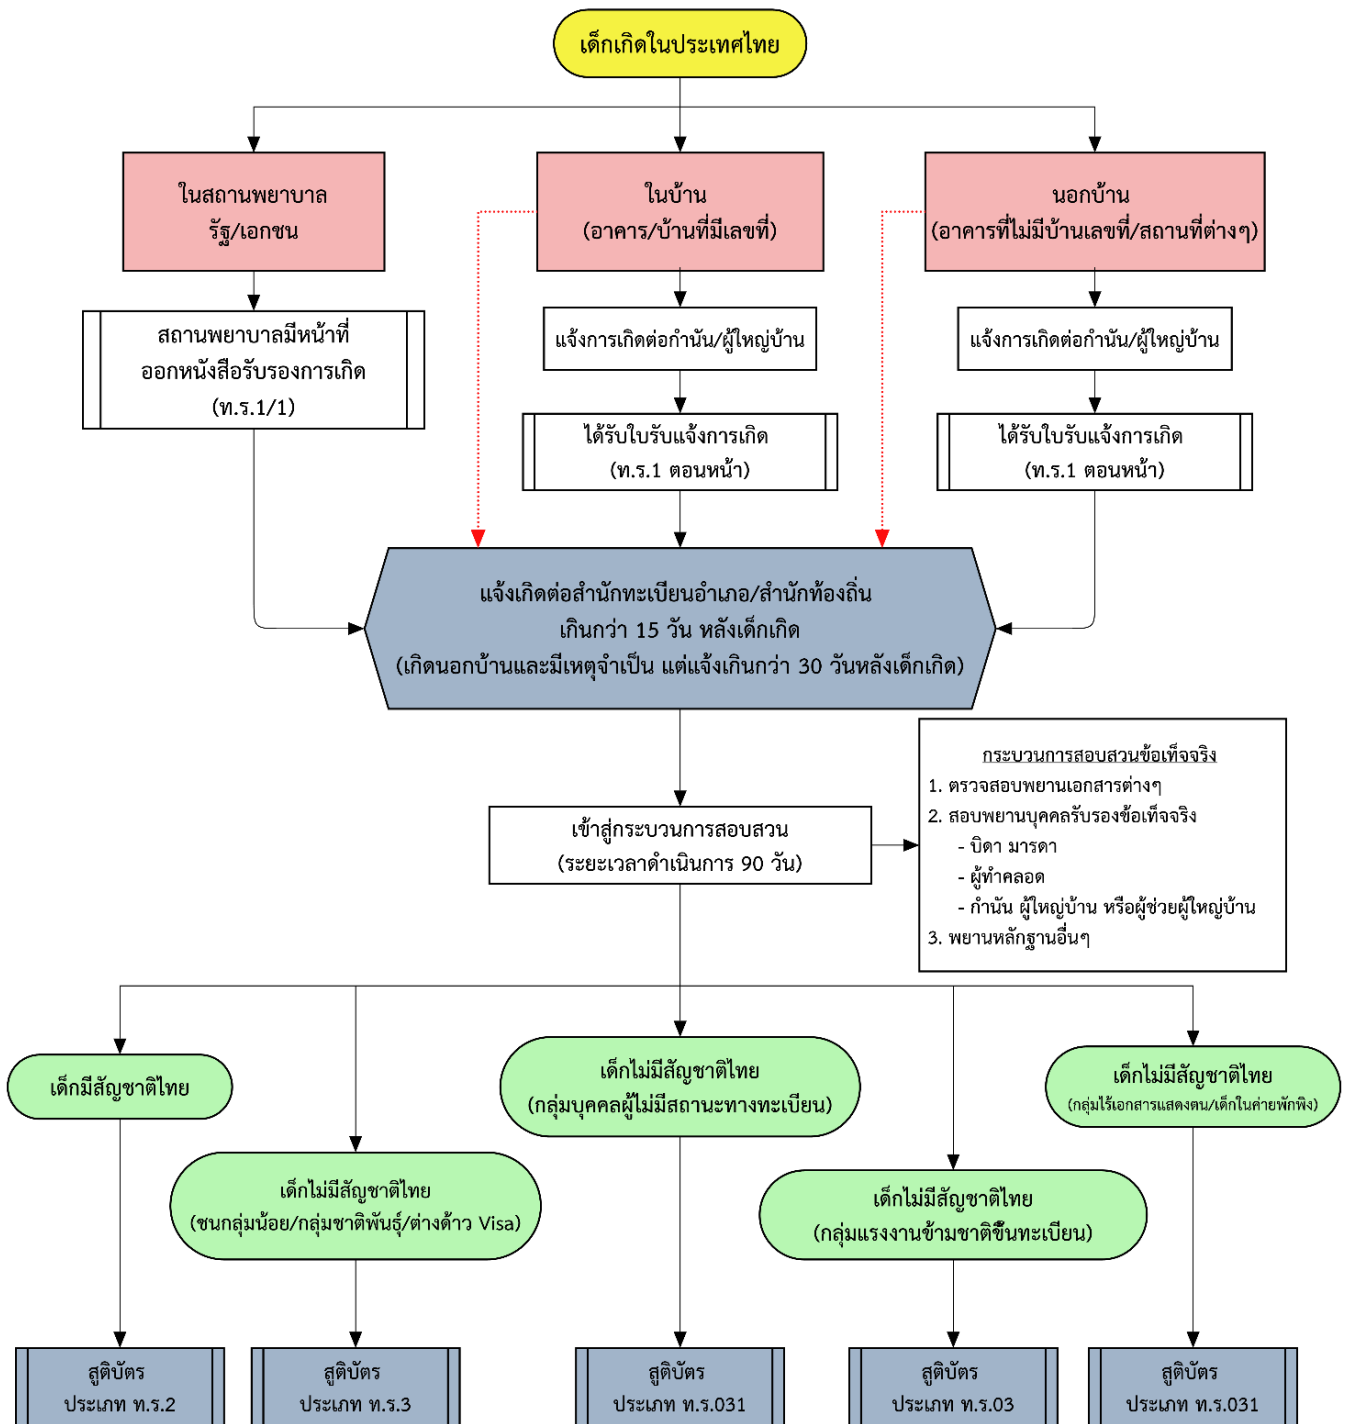 เด็กเกิดในประเทศไทย
ในสถานพยาบาล
รัฐ/เอกชน
ในบ้าน
(อาคาร/บ้านที่มีเลขที่)
นอกบ้าน
(อาคารที่ไม่มีบ้านเลขที่/สถานที่ต่างๆ)
สถานพยาบาลมีหน้าที่
ออกหนังสือรับรองการเกิด
(ท.ร.1/1)
แจ้งการเกิดต่อกำนัน/ผู้ใหญ่บ้าน
แจ้งการเกิดต่อกำนัน/ผู้ใหญ่บ้าน
ได้รับใบรับแจ้งการเกิด
(ท.ร.1 ตอนหน้า)
ได้รับใบรับแจ้งการเกิด
(ท.ร.1 ตอนหน้า)
แจ้งเกิดต่อสำนักทะเบียนอำเภอ/สำนักท้องถิ่น
เกินกว่า 15 วัน หลังเด็กเกิด
(เกิดนอกบ้านและมีเหตุจำเป็น แต่แจ้งเกินกว่า 30 วันหลังเด็กเกิด)
เข้าสู่กระบวนการสอบสวน
(ระยะเวลาดำเนินการ 90 วัน)
กระบวนการสอบสวนข้อเท็จจริง
1. ตรวจสอบพยานเอกสารต่างๆ
2. สอบพยานบุคคลรับรองข้อเท็จจริง
- บิดา มารดา
- ผู้ทำคลอด
- กำนัน ผู้ใหญ่บ้าน หรือผู้ช่วยผู้ใหญ่บ้าน
3. พยานหลักฐานอื่นๆ
เด็กมีสัญชาติไทย
เด็กไม่มีสัญชาติไทย
(ชนกลุ่มน้อย/กลุ่มชาติพันธุ์/ต่างด้าว Visa)
เด็กไม่มีสัญชาติไทย
(กลุ่มบุคคลผู้ไม่มีสถานะทางทะเบียน)
เด็กไม่มีสัญชาติไทย
(กลุ่มแรงงานข้ามชาติขึ้นทะเบียน)
เด็กไม่มีสัญชาติไทย
(กลุ่มไร้เอกสารแสดงตน/เด็กในค่ายพักพิง)
สูติบัตร
ประเภท ท.ร.2
สูติบัตร
ประเภท ท.ร.3
สูติบัตร
ประเภท ท.ร.031
สูติบัตร
ประเภท ท.ร.03
สูติบัตร
ประเภท ท.ร.031